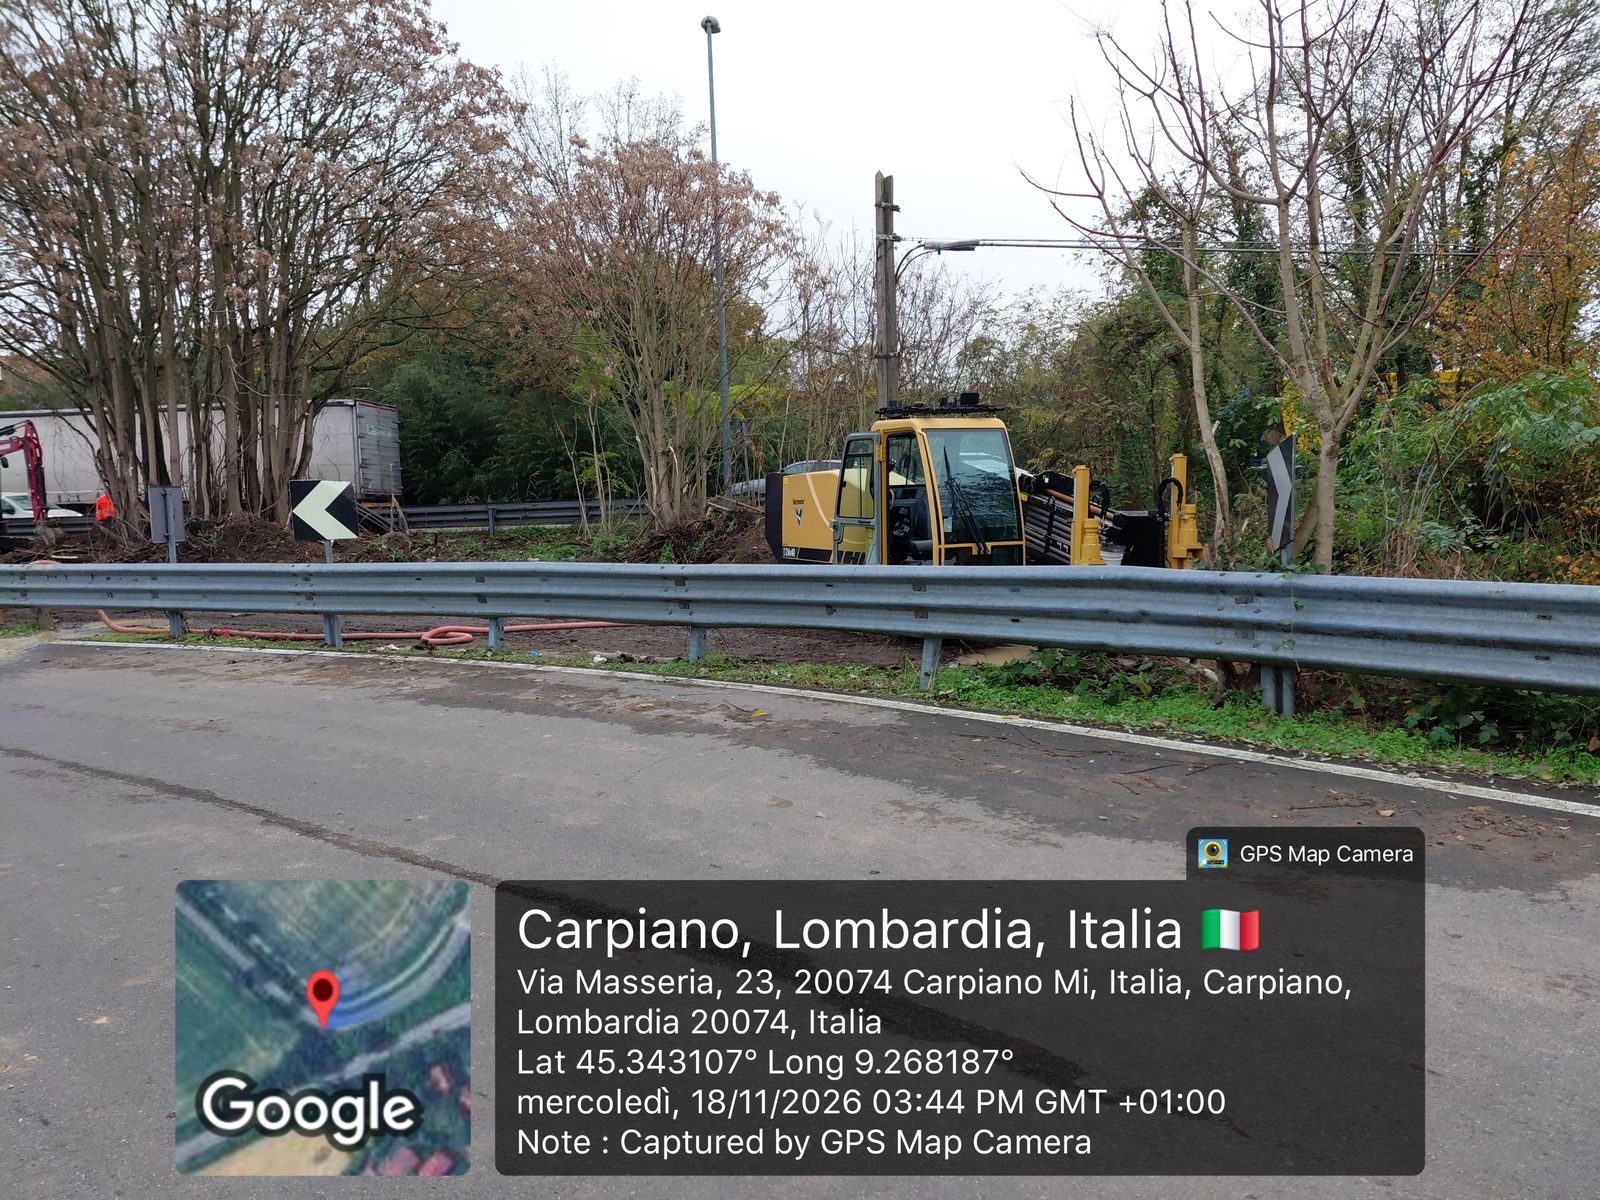 Vermeer
GPS Map Camera
Carpiano, Lombardia, Italia
Via Masseria, 23, 20074 Carpiano Mi, Italia, Carpiano,
Lombardia 20074, Italia
Lat 45.343107° Long 9.268187°
mercoledì, 18/11/2026 03:44 PM GMT +01:00
Note : Captured by GPS Map Camera
Google